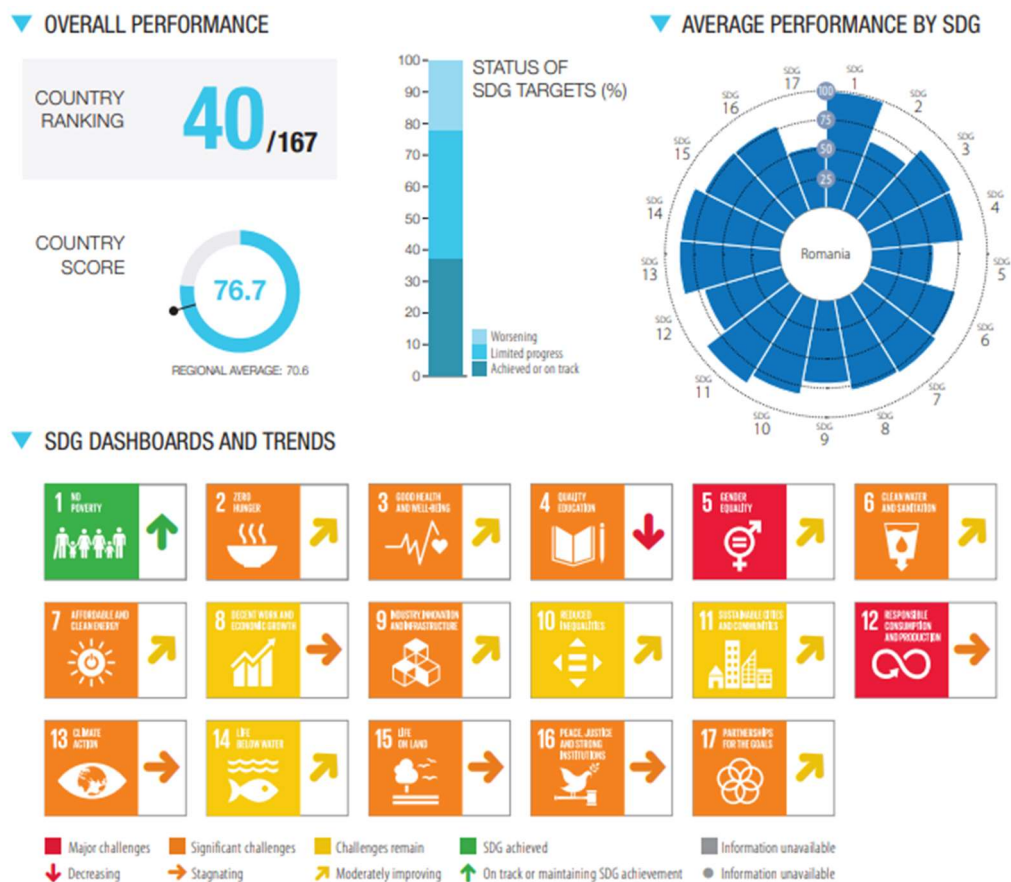 OVERALL PERFORMANCE
COUNTRY
RANKING
40/167
COUNTRY
SCORE
76.7
REGIONAL AVERAGE: 70.6
STATUS OF
SDG TARGETS (%)
100
90
80
70
60
50
40
30
20
10
0
Worsening
Limited progress
Achieved or on track
AVERAGE PERFORMANCE BY SDG
SDG
1
SDG
2
SDG
3
SDG
4
SDG
5
SDG
6
SDG
7
SDG
8
SDG
9
SDG
10
SDG
11
SDG
12
SDG
13
SDG
14
SDG
15
SDG
16
SDG
17
100
75
50
25
Romania
SDG DASHBOARDS AND TRENDS
1 NO
POVERTY
2 ZERO
HUNGER
3 GOOD HEALTH
AND WELL-BEING
4 QUALITY
EDUCATION
5 GENDER
EQUALITY
6 CLEAN WATER
AND SANITATION
7 AFFORDABLE AND
CLEAN ENERGY
8 DECENT WORK AND
ECONOMIC GROWTH
9 INDUSTRY, INNOVATION
AND INFRASTRUCTURE
10 REDUCED
INEQUALITIES
11 SUSTAINABLE CITIES
AND COMMUNITIES
12 RESPONSIBLE
CONSUMPTION
AND PRODUCTION
13 CLIMATE
ACTION
14 LIFE
BELOW WATER
15 LIFE
ON LAND
16 PEACE, JUSTICE
AND STRONG
INSTITUTIONS
17 PARTNERSHIPS
FOR THE GOALS
Major challenges
Significant challenges
Challenges remain
SDG achieved
Information unavailable
Decreasing
Stagnating
Moderately improving
On track or maintaining SDG achievement
Information unavailable